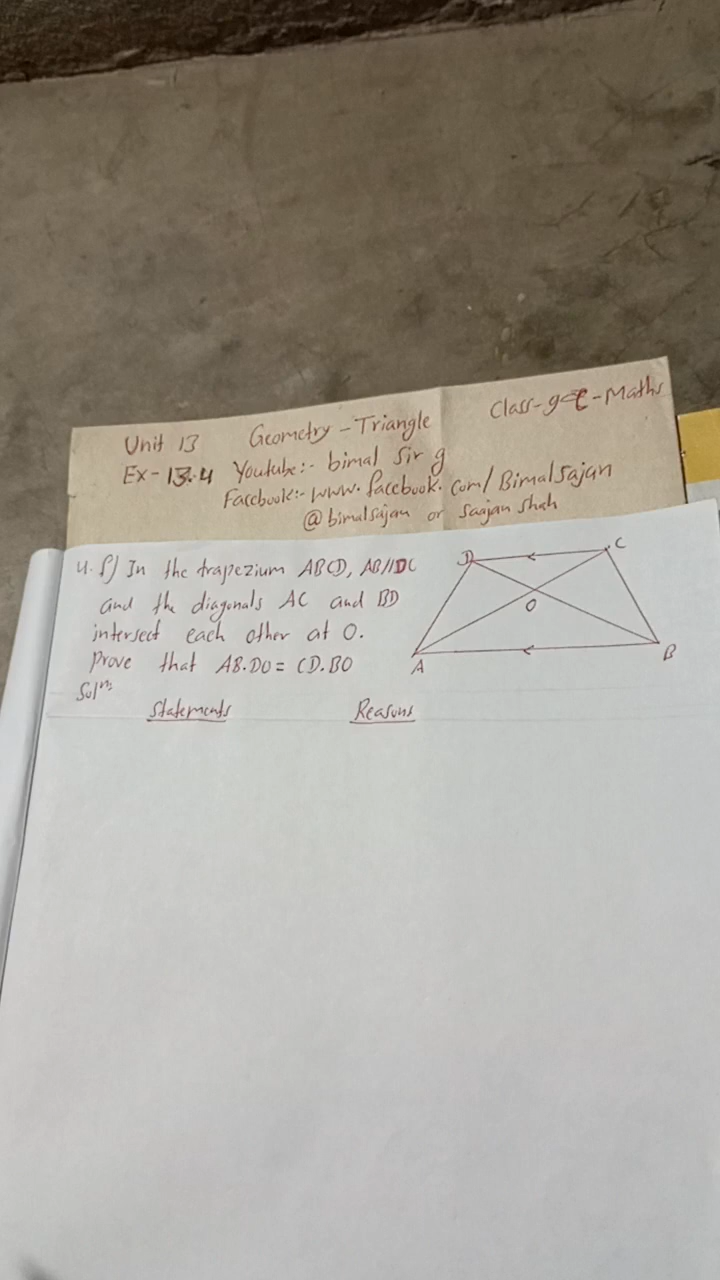 Unit 13 Geometry - Triangle Class - 9 - Maths
Ex - 13.4 Youtube:- bimal Sir g
Facebook:- www.facebook.com/Bimalsajan
@bimalsajan or Saajan Shah
4. f) In the trapezium ABCD, AB//DC
and the diagonals AC and BD
intersect each other at O.
Prove that AB.DO = CD.BO
Solⁿ:
Statements Reasons
D C
O
A B